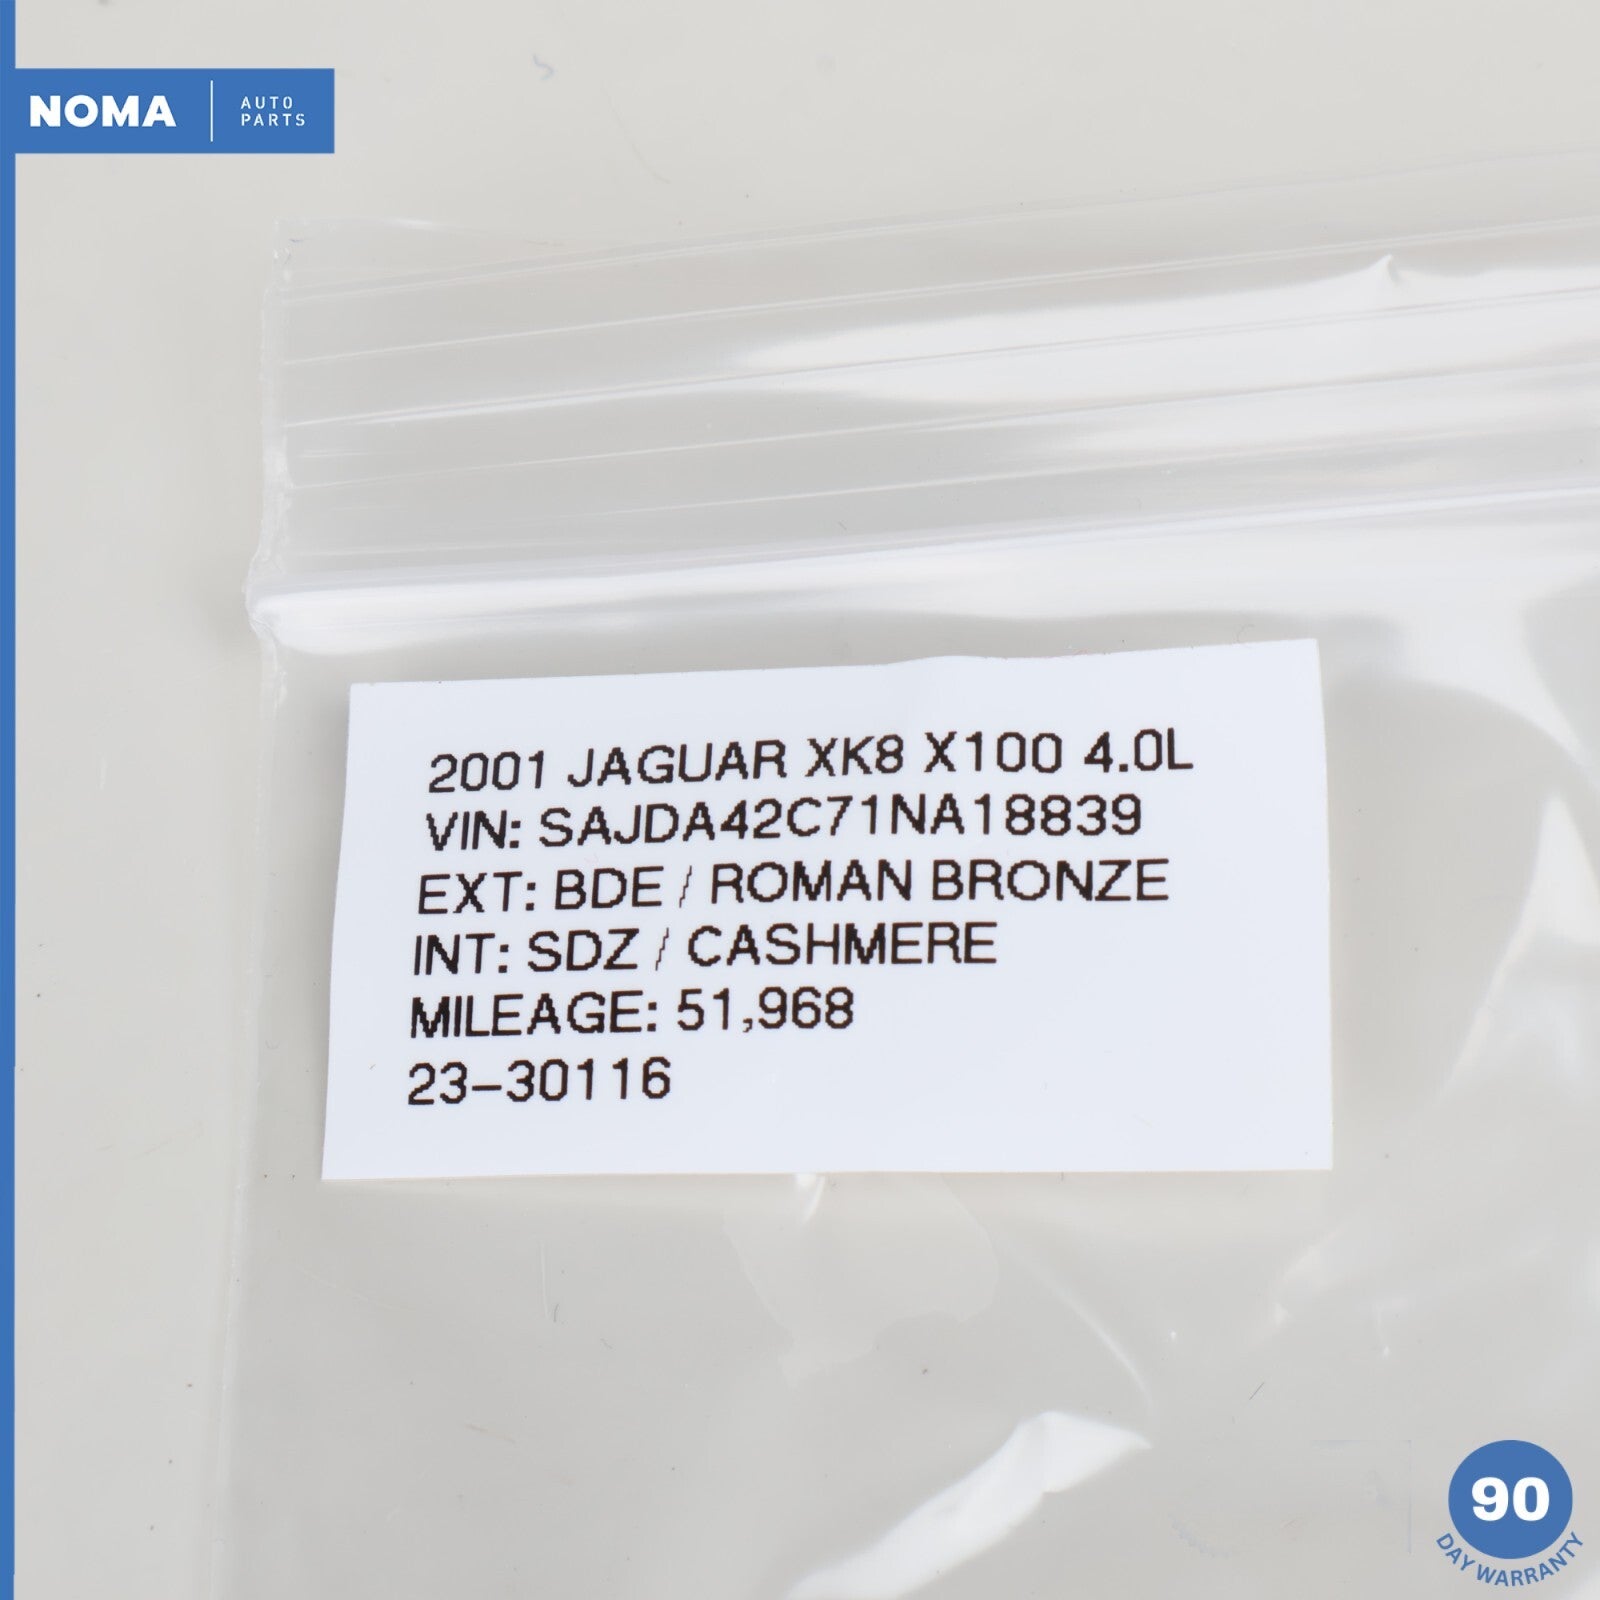 NOMA
AUTO
PARTS
2001 JAGUAR XK8 X100 4.0L
VIN: SAJDA42C71NA18839
EXT: BDE / ROMAN BRONZE
INT: SDZ / CASHMERE
MILEAGE: 51,968
23-30116
90
DAY WARRANTY